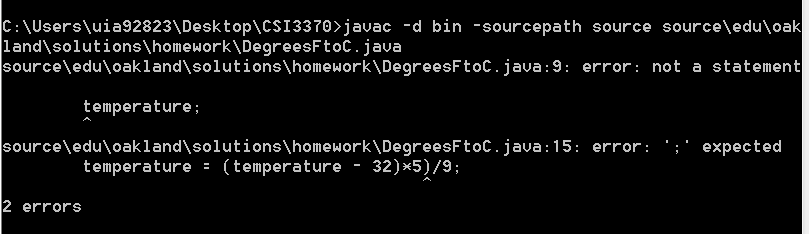 C:\Users\uia92823\Desktop\CSI3370>javac -d bin -sourcepath source source\edu\oak
land\solutions\homework\DegreesFtoC.java
source\edu\oakland\solutions\homework\DegreesFtoC.java:9: error: not a statement
temperature;
^
source\edu\oakland\solutions\homework\DegreesFtoC.java:15: error: ';' expected
temperature = (temperature - 32)*5)/9;
^
2 errors